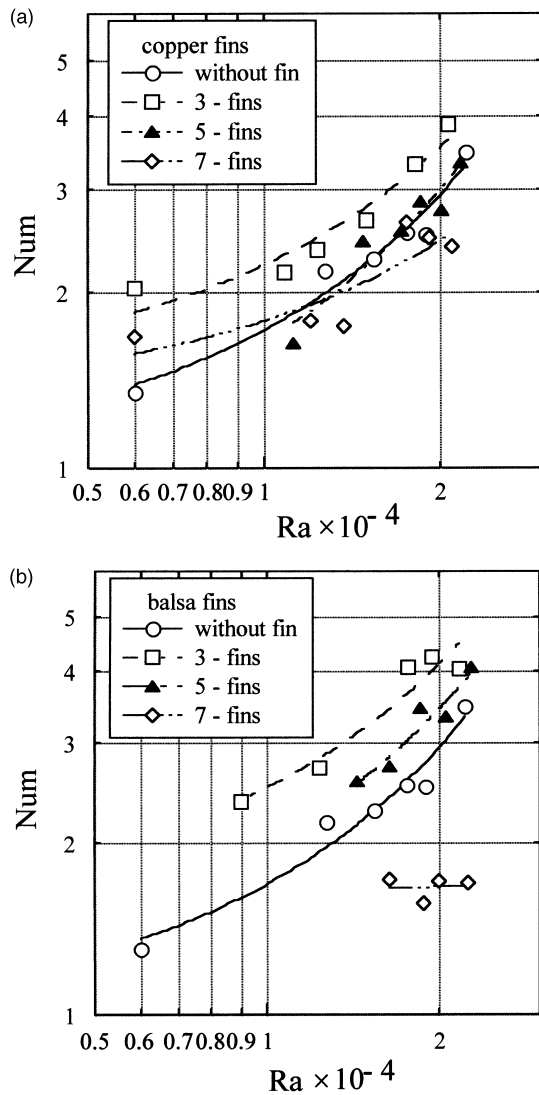 (a)
copper fins
without fin
3 - fins
5 - fins
7 - fins
5
4
3
2
1
Num
0.5 0.6 0.7 0.8 0.9 1 2
Ra × 10⁻⁴
(b)
balsa fins
without fin
3 - fins
5 - fins
7 - fins
5
4
3
2
1
Num
0.5 0.6 0.7 0.8 0.9 1 2
Ra × 10⁻⁴